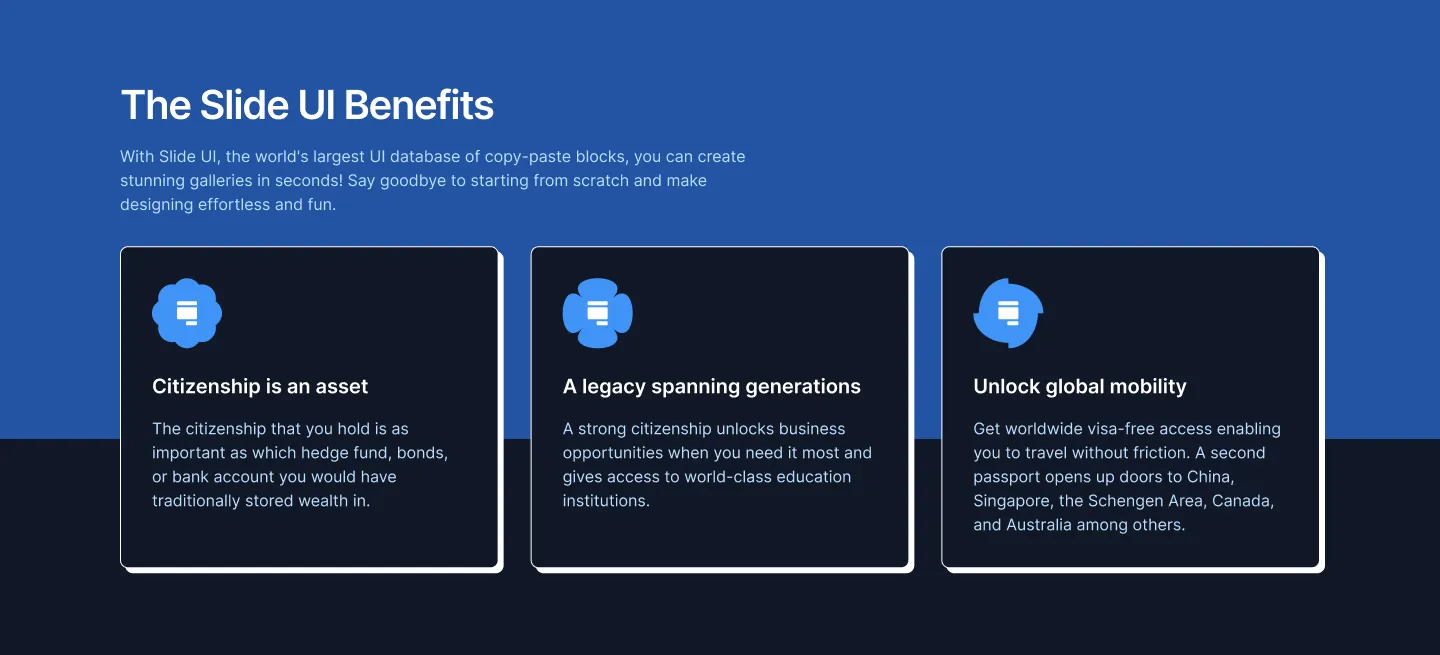 The Slide UI Benefits
With Slide UI, the world's largest UI database of copy-paste blocks, you can create
stunning galleries in seconds! Say goodbye to starting from scratch and make
designing effortless and fun.
Citizenship is an asset
The citizenship that you hold is as
important as which hedge fund, bonds,
or bank account you would have
traditionally stored wealth in.
A legacy spanning generations
A strong citizenship unlocks business
opportunities when you need it most and
gives access to world-class education
institutions.
Unlock global mobility
Get worldwide visa-free access enabling
you to travel without friction. A second
passport opens up doors to China,
Singapore, the Schengen Area, Canada,
and Australia among others.